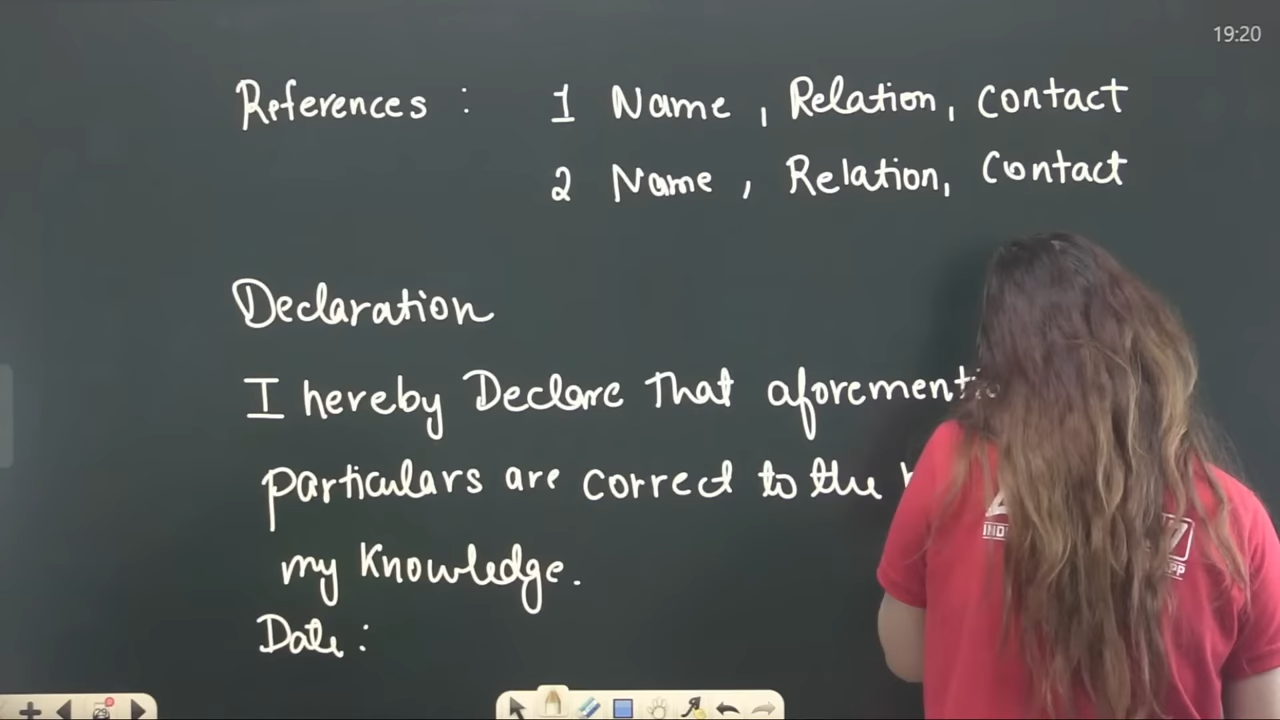 19:20
References : 1 Name, Relation, Contact
2 Name, Relation, Contact
Declaration
I hereby Declare that
particulars are correct to the
my Knowledge.
Date:
29